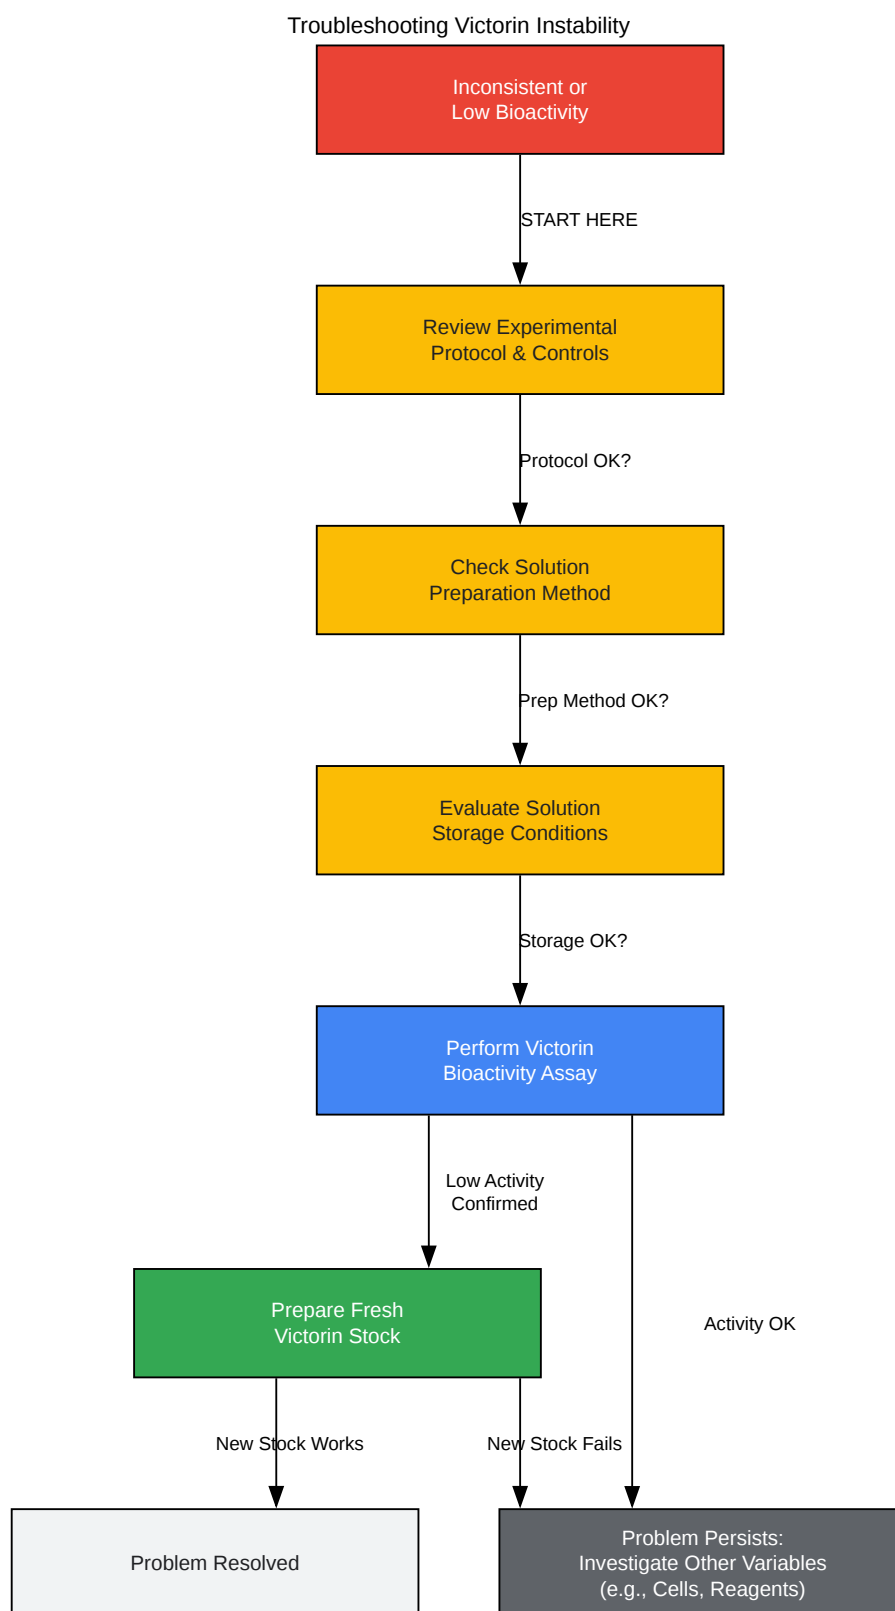 Troubleshooting Victorin Instability
Inconsistent or
Low Bioactivity
START HERE
Review Experimental
Protocol & Controls
Protocol OK?
Check Solution
Preparation Method
Prep Method OK?
Evaluate Solution
Storage Conditions
Storage OK?
Perform Victorin
Bioactivity Assay
Low Activity
Confirmed
Prepare Fresh
Victorin Stock
Activity OK
New Stock Works
New Stock Fails
Problem Resolved
Problem Persists:
Investigate Other Variables
(e.g., Cells, Reagents)